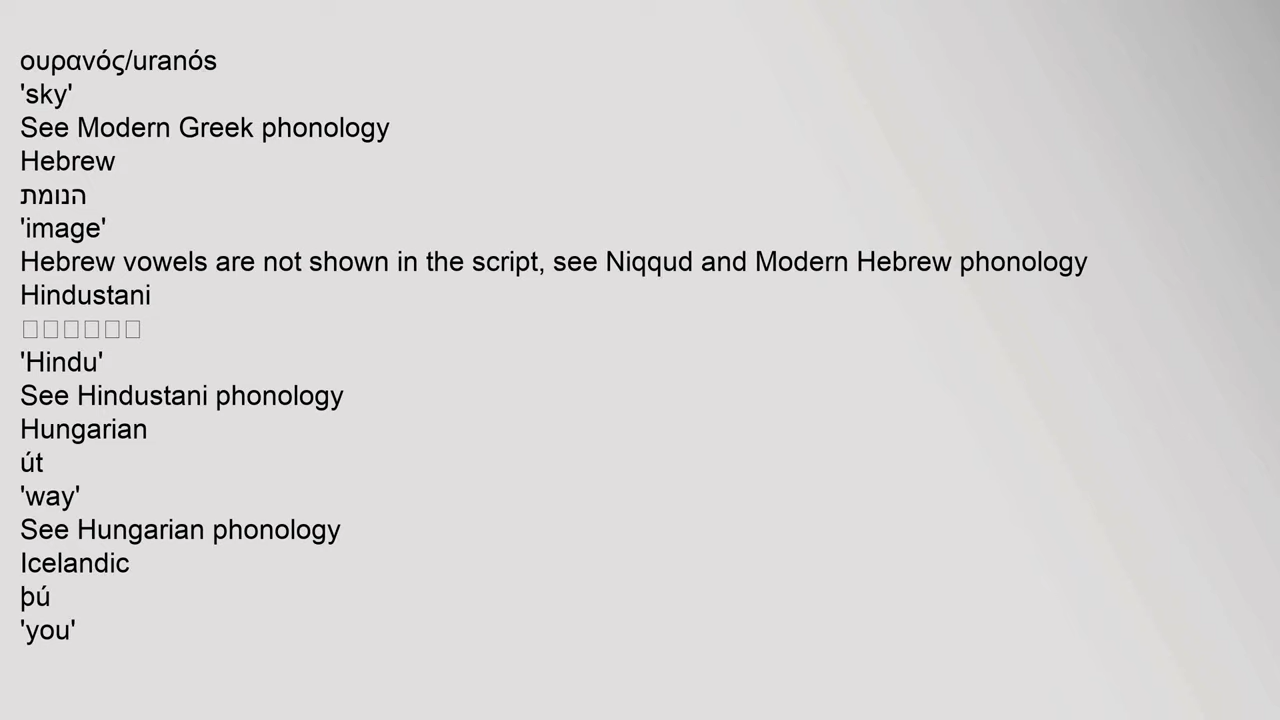 ουρανός/uranós
'sky'
See Modern Greek phonology
Hebrew
הנומת
'image'
Hebrew vowels are not shown in the script, see Niqqud and Modern Hebrew phonology
Hindustani
'Hindu'
See Hindustani phonology
Hungarian
út
'way'
See Hungarian phonology
Icelandic
þú
'you'